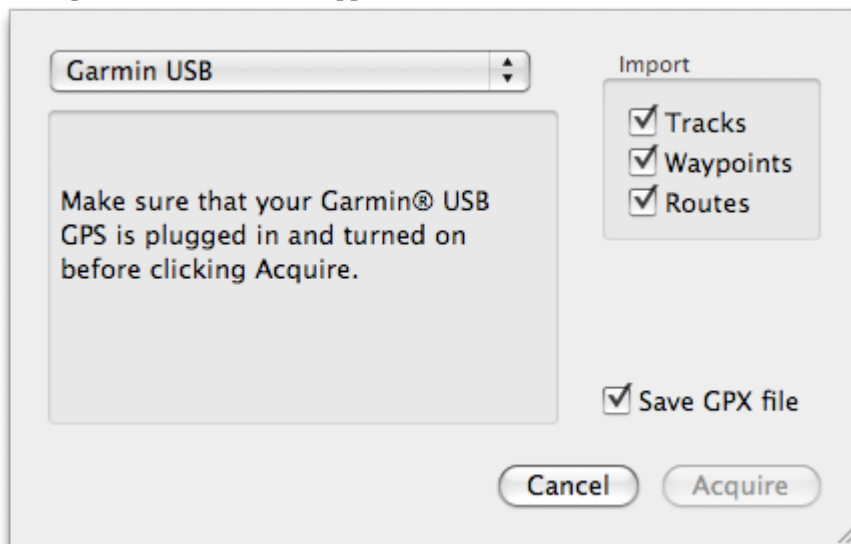 Garmin USB
Import
Tracks
Waypoints
Routes
Make sure that your Garmin® USB
GPS is plugged in and turned on
before clicking Acquire.
Save GPX file
Cancel
Acquire